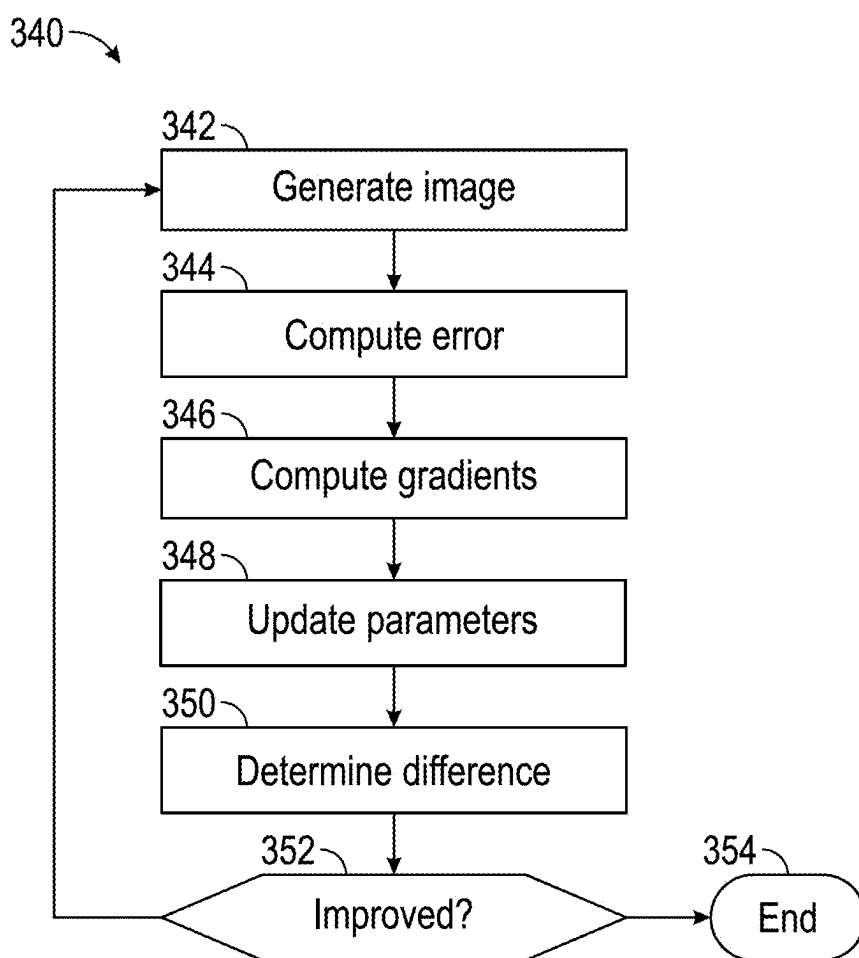 340
342
Generate image
344
Compute error
346
Compute gradients
348
Update parameters
350
Determine difference
352
Improved?
354
End